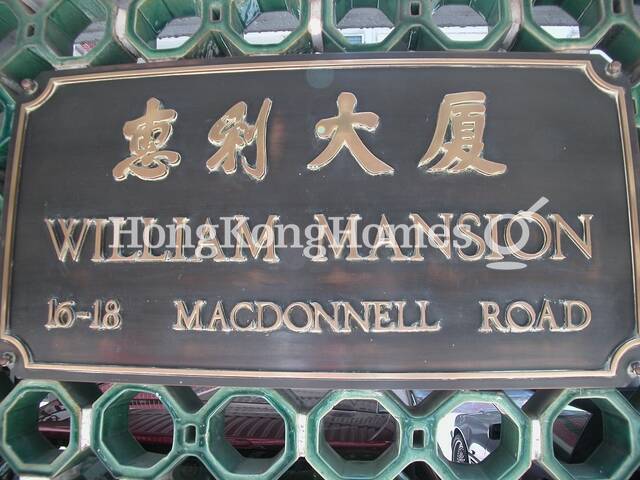 惠利大厦
WILLIAM MANSION
HongKongHomes
16-18 MACDONNELL ROAD